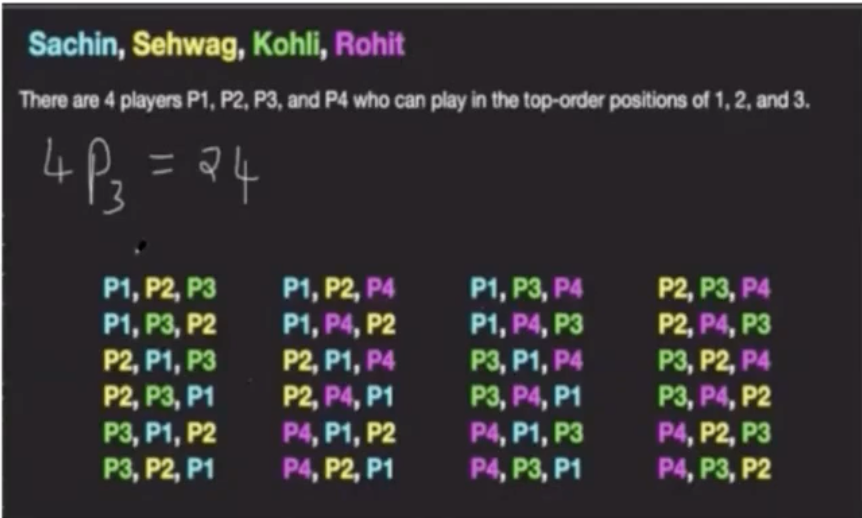 Sachin, Sehwag, Kohli, Rohit
There are 4 players P1, P2, P3, and P4 who can play in the top-order positions of 1, 2, and 3.
4P3 = 24
P1, P2, P3 P1, P2, P4 P1, P3, P4 P2, P3, P4
P1, P3, P2 P1, P4, P2 P1, P4, P3 P2, P4, P3
P2, P1, P3 P2, P1, P4 P3, P1, P4 P3, P2, P4
P2, P3, P1 P2, P4, P1 P3, P4, P1 P3, P4, P2
P3, P1, P2 P4, P1, P2 P4, P1, P3 P4, P2, P3
P3, P2, P1 P4, P2, P1 P4, P3, P1 P4, P3, P2